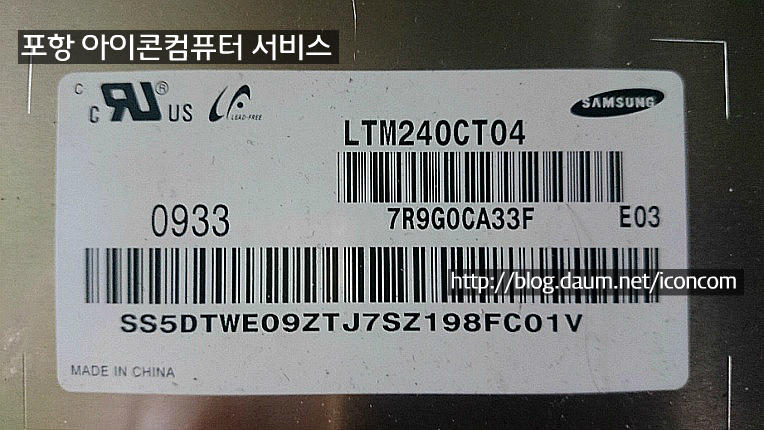 포항 아이콘컴퓨터 서비스
C
C RU ® US LEAD-FREE
SAMSUNG
LTM240CT04
0933
7R9G0CA33F E03
http://blog.daum.net/iconcom
SS5DTWE09ZTJ7SZ198FC01V
MADE IN CHINA